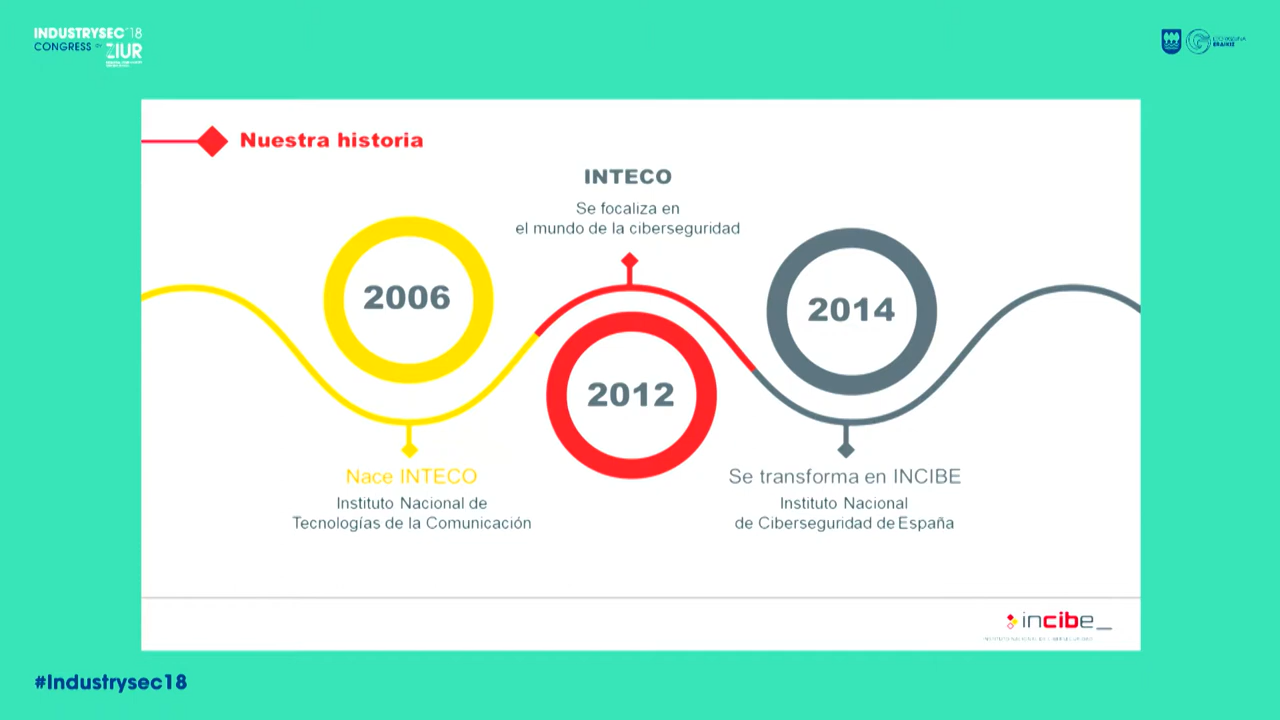 INDUSTRYSEC'18
CONGRESS BY ZIUR
Nuestra historia
INTECO
Se focaliza en
el mundo de la ciberseguridad
2006
2014
2012
Nace INTECO
Instituto Nacional de
Tecnologías de la Comunicación
Se transforma en INCIBE
Instituto Nacional
de Ciberseguridad de España
incibe_
#Industrysec18